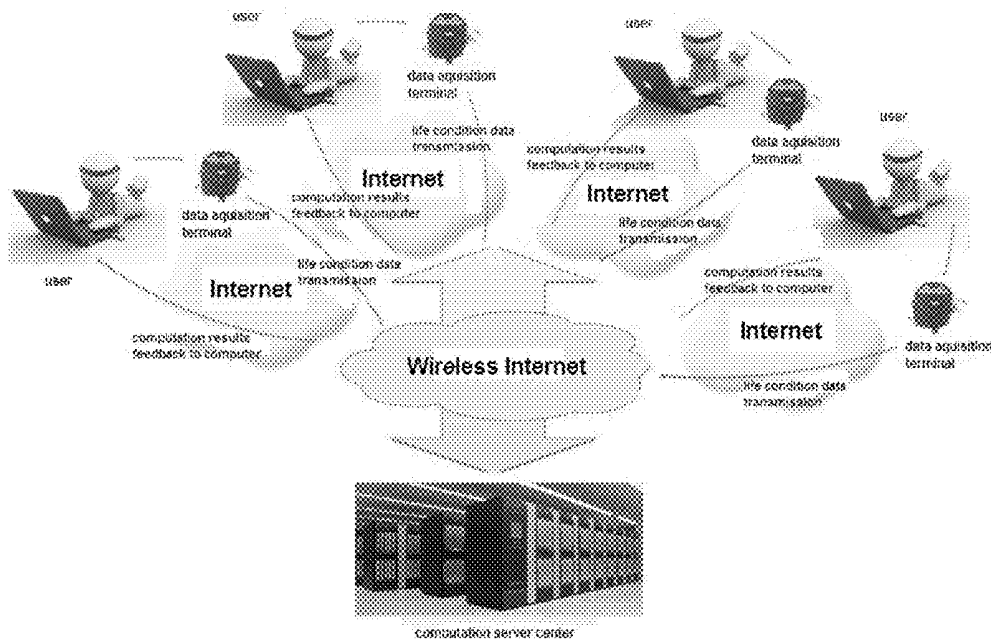 user
data aquisition
terminal
life condition data
transmission
Internet
computation results
feedback to computer
user
data aquisition
terminal
computation results
feedback to computer
Internet
life condition data
transmission
user
data aquisition
terminal
life condition data
transmission
Internet
computation results
feedback to computer
user
computation results
feedback to computer
Internet
data aquisition
terminal
life condition data
transmission
Wireless Internet
computation server center